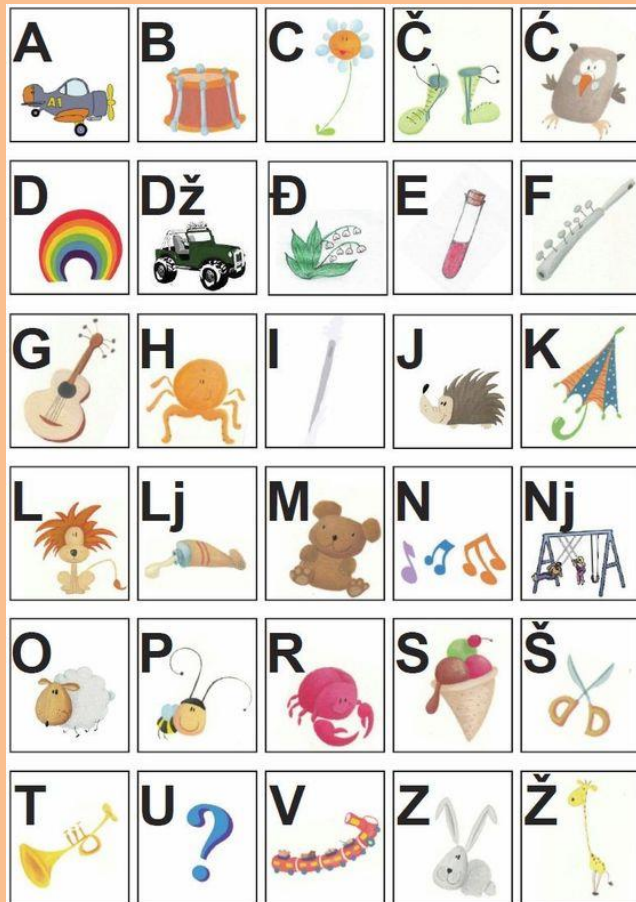 A B C Č Ć
A1
D Dž Đ E F
G H I J K
L Lj M N Nj
O P R S Š
T U V Z Ž
?